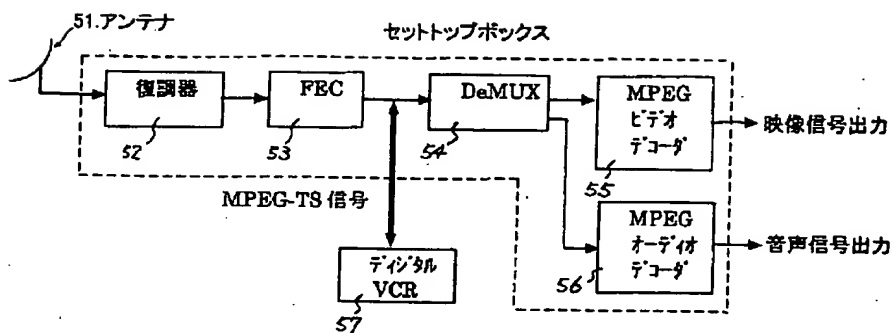 51.アンテナ
セットトップボックス
復調器
52
FEC
53
DeMUX
54
MPEG
ビデオ
デコーダ
55
映像信号出力
MPEG-TS 信号
ディジタル
VCR
57
MPEG
オーディオ
デコーダ
56
音声信号出力